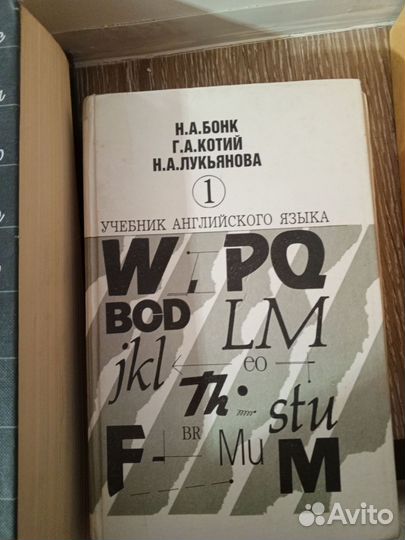 Н.А.БОНК
Г.А.КОТИЙ
Н.А.ЛУКЬЯНОВА
1
УЧЕБНИК АНГЛИЙСКОГО ЯЗЫКА
W I PQ
BCD LM
jkl eo
Th stu
BR
F Mu M
Avito